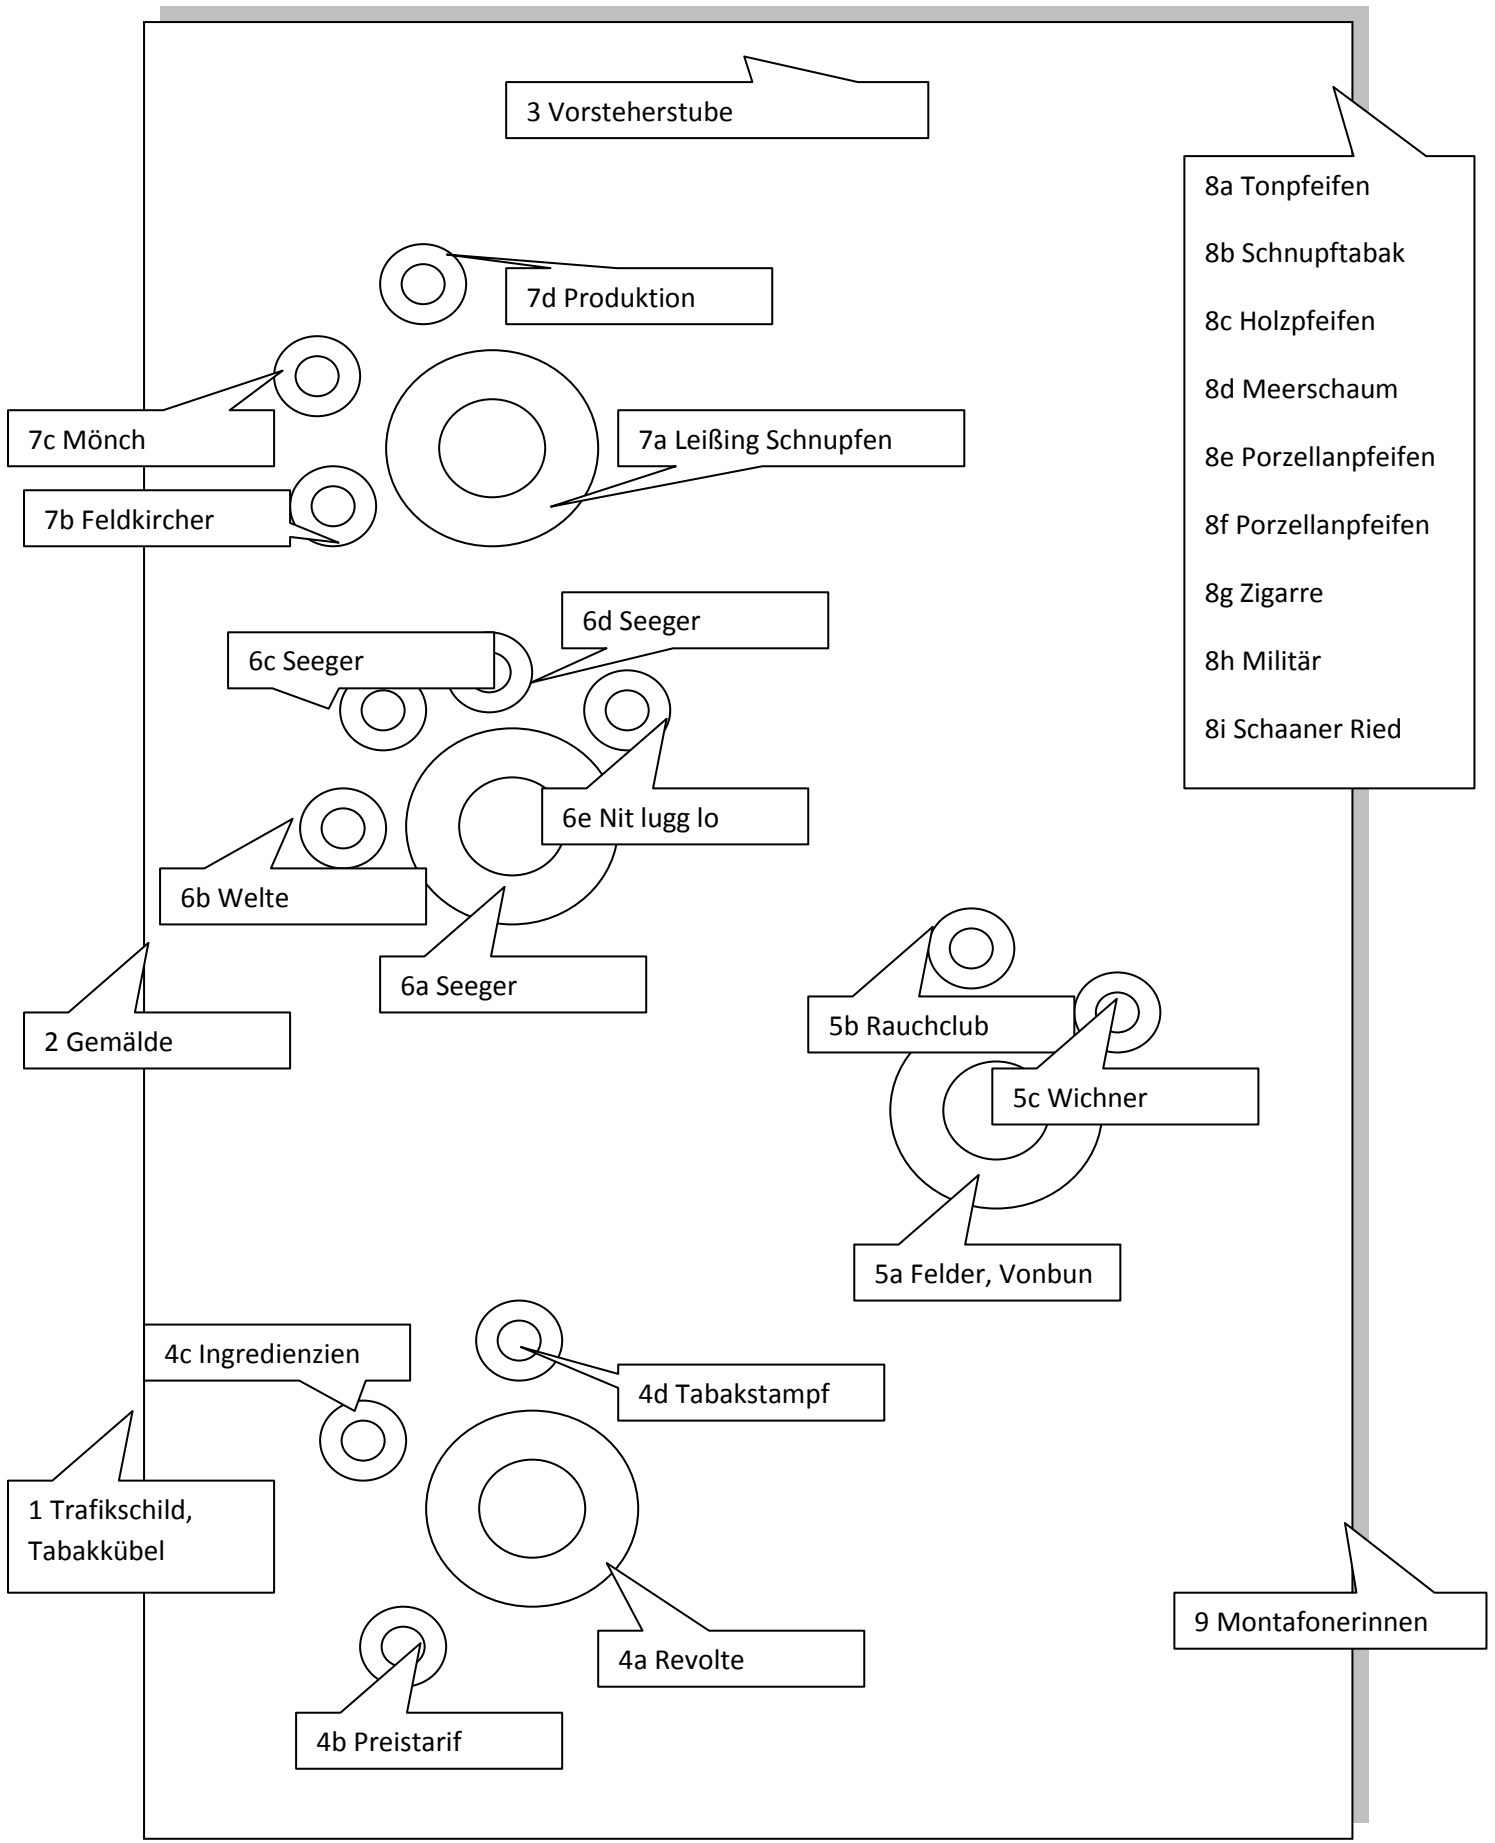 3 Vorsteherstube
8a Tonpfeifen
8b Schnupftabak
8c Holzpfeifen
8d Meerschaum
8e Porzellanpfeifen
8f Porzellanpfeifen
8g Zigarre
8h Militär
8i Schaaner Ried
7d Produktion
7c Mönch
7a Leißing Schnupfen
7b Feldkircher
6d Seeger
6c Seeger
6e Nit lugg lo
6b Welte
6a Seeger
2 Gemälde
5b Rauchclub
5c Wichner
5a Felder, Vonbun
4c Ingredienzien
4d Tabakstampf
1 Trafikschild,
Tabakkübel
9 Montafonerinnen
4a Revolte
4b Preistarif